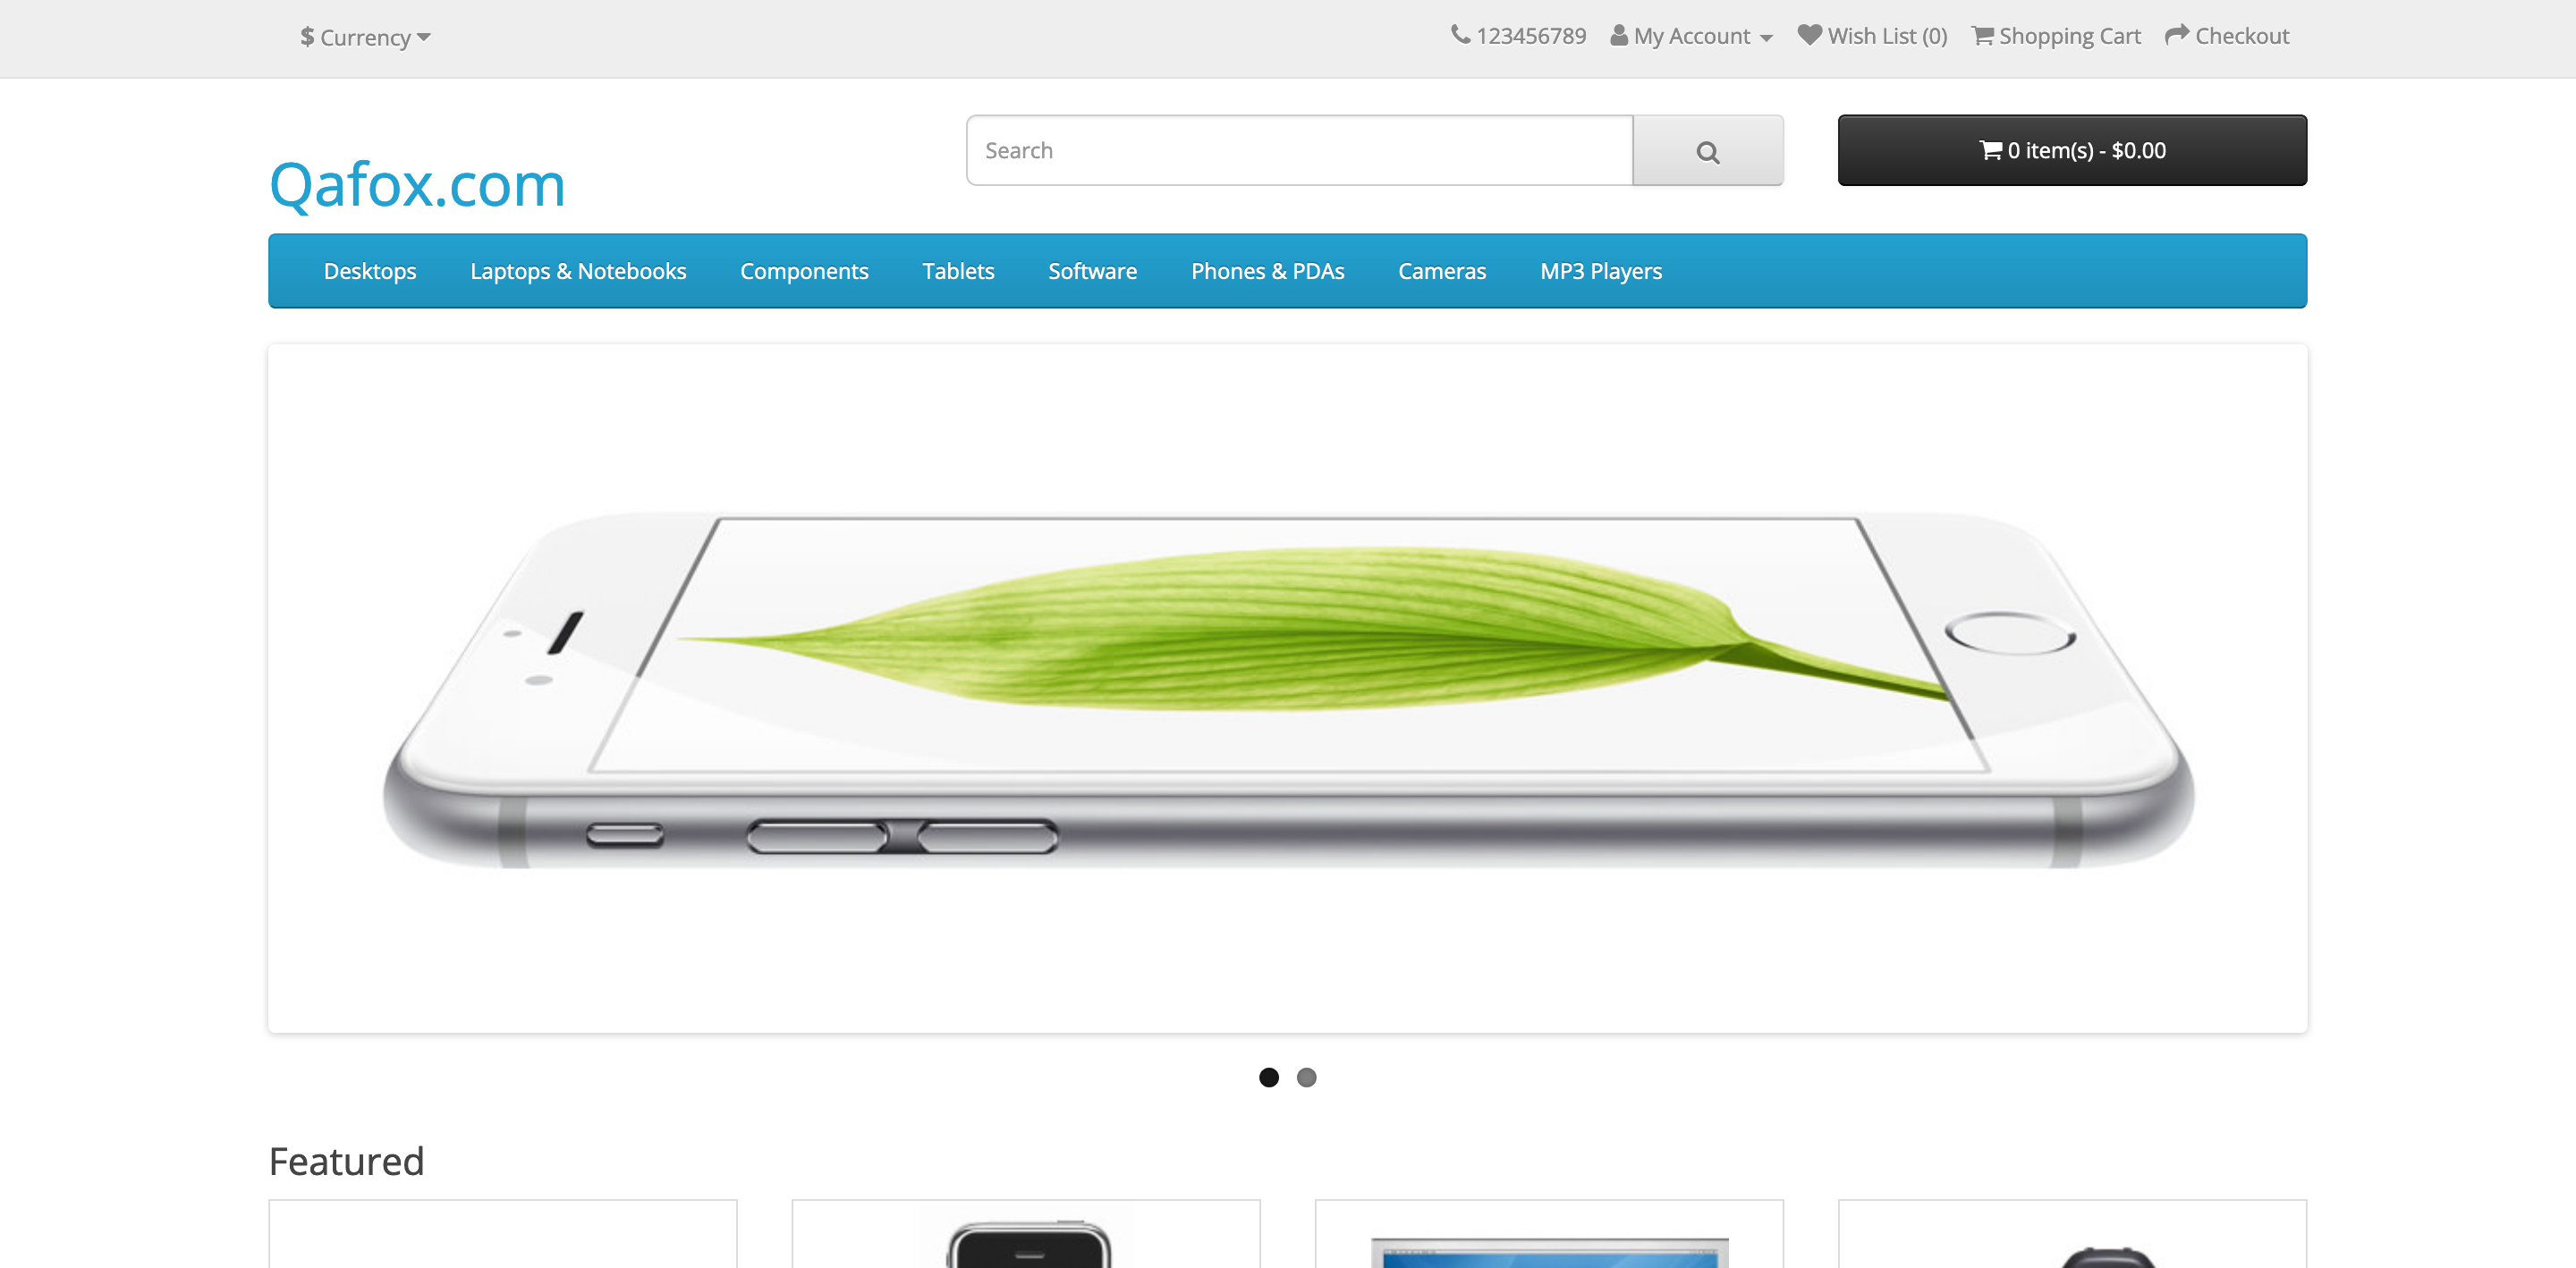 $ Currency
123456789 My Account Wish List (0) Shopping Cart Checkout
Search
0 item(s) - $0.00
Qafox.com
Desktops Laptops & Notebooks Components Tablets Software Phones & PDAs Cameras MP3 Players
Featured